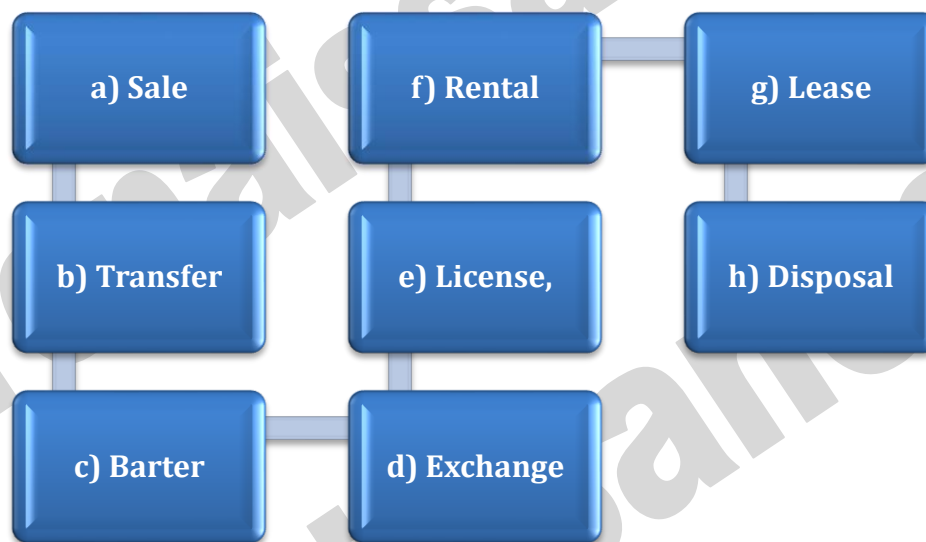 a) Sale
b) Transfer
c) Barter
d) Exchange
e) License,
f) Rental
g) Lease
h) Disposal